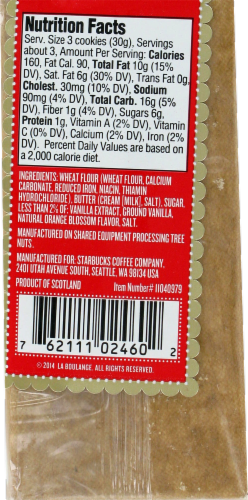 Nutrition Facts
Serv. Size 3 cookies (30g), Servings
about 3, Amount Per Serving: Calories
160, Fat Cal. 90, Total Fat 10g (15%
DV), Sat. Fat 6g (30% DV), Trans Fat 0g,
Cholest. 30mg (10% DV), Sodium
90mg (4% DV), Total Carb. 16g (5%
DV), Fiber 1g (4% DV), Sugars 6g,
Protein 1g, Vitamin A (2% DV), Vitamin
C (0% DV), Calcium (2% DV), Iron (2%
DV). Percent Daily Values are based on
a 2,000 calorie diet.
INGREDIENTS: WHEAT FLOUR (WHEAT FLOUR, CALCIUM
CARBONATE, REDUCED IRON, NIACIN, THIAMIN
HYDROCHLORIDE), BUTTER (CREAM [MILK], SALT), SUGAR,
LESS THAN 2% OF: VANILLA EXTRACT, GROUND VANILLA,
NATURAL ORANGE BLOSSOM FLAVOR, SALT.
MANUFACTURED ON SHARED EQUIPMENT PROCESSING TREE
NUTS.
MANUFACTURED FOR: STARBUCKS COFFEE COMPANY,
2401 UTAH AVENUE SOUTH, SEATTLE, WA 98134 USA
PRODUCT OF SCOTLAND Item Number# 11040979
7 62111 02460 2
© 2014 LA BOULANGE. ALL RIGHTS RESERVED.